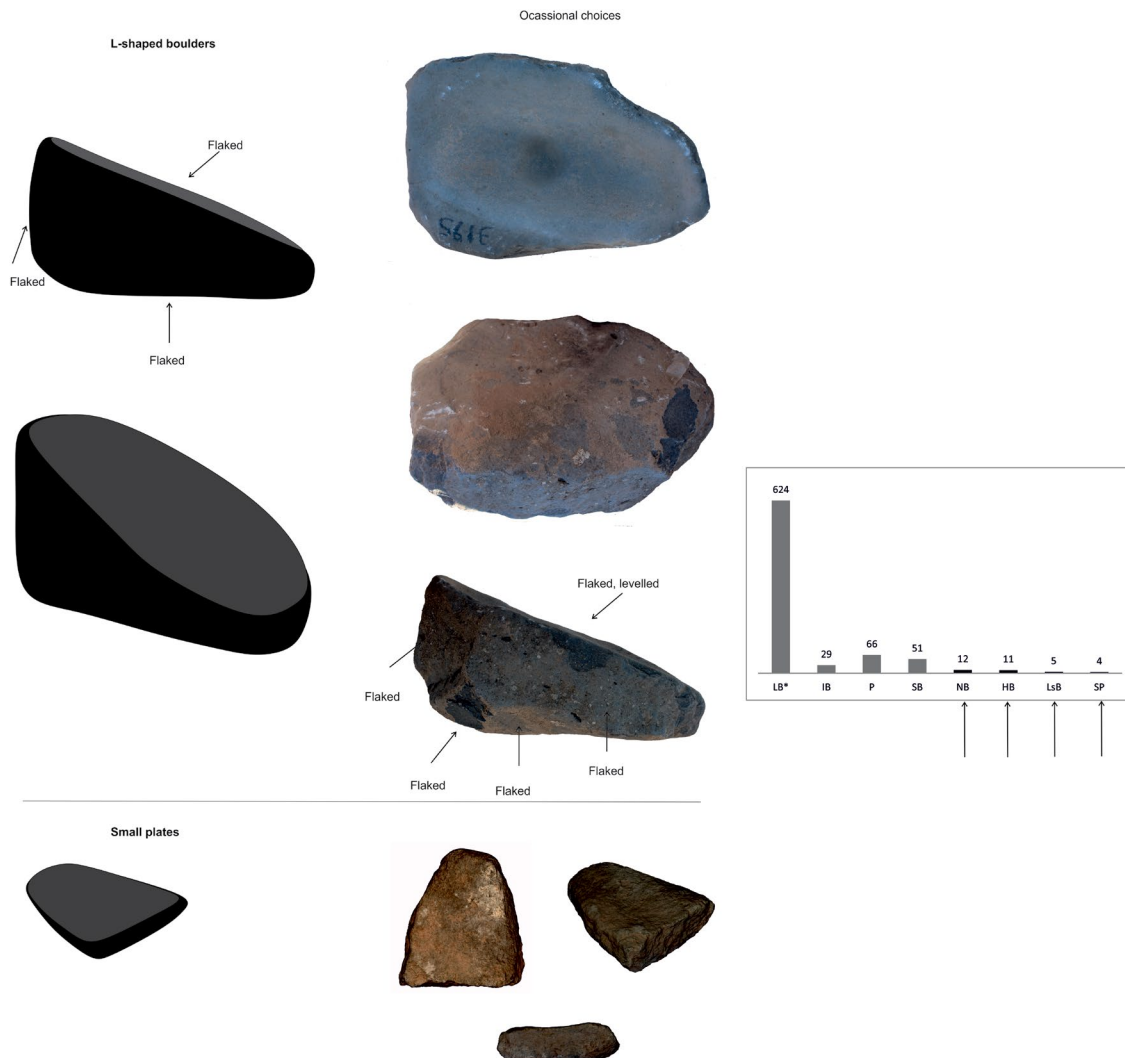 Ocassional choices
L-shaped boulders
Flaked
Flaked
Flaked
3195
Flaked, levelled
Flaked
Flaked
Flaked
Flaked
624
29
66
51
12
11
5
4
LB*
IB
P
SB
NB
HB
LsB
SP
Small plates